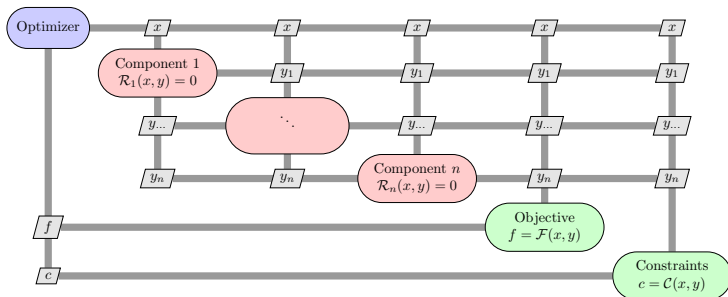 Optimizer
x
x
x
x
x
Component 1
ℛ₁(x, y) = 0
y₁
y₁
y₁
y₁
y...
⋱
y...
y...
y...
yₙ
yₙ
Component n
ℛₙ(x, y) = 0
yₙ
yₙ
f
Objective
f = ℱ(x, y)
c
Constraints
c = 𝒞(x, y)